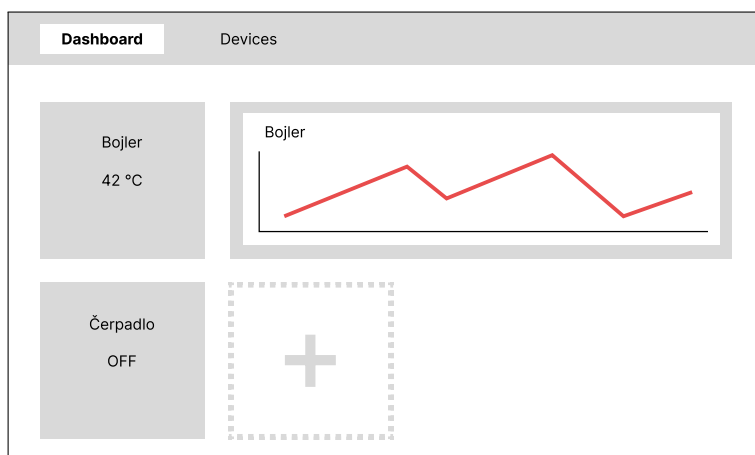 Dashboard
Devices
Bojler
42 °C
Bojler
Čerpadlo
OFF